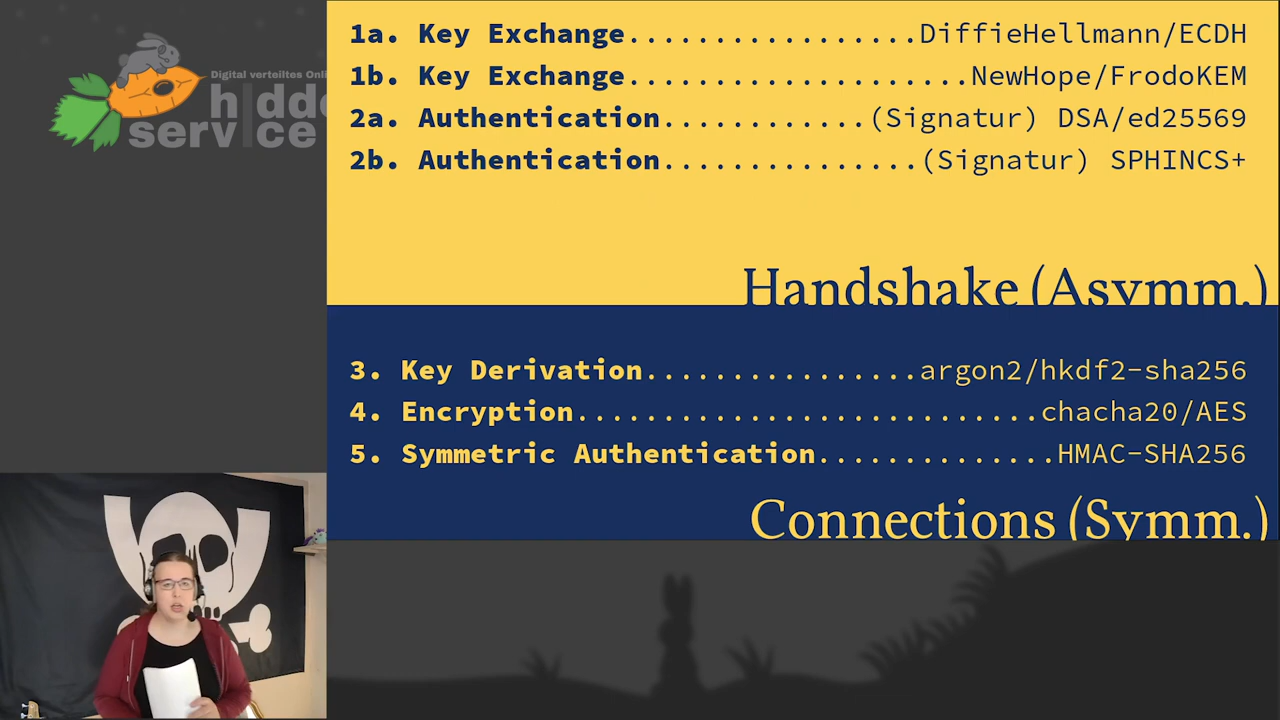 Digital verteiltes Onli
hidde
service
1a. Key Exchange.................DiffieHellmann/ECDH
1b. Key Exchange....................NewHope/FrodoKEM
2a. Authentication............(Signatur) DSA/ed25569
2b. Authentication...............(Signatur) SPHINCS+
Handshake (Asymm.)
3. Key Derivation................argon2/hkdf2-sha256
4. Encryption...........................chacha20/AES
5. Symmetric Authentication..............HMAC-SHA256
Connections (Symm.)